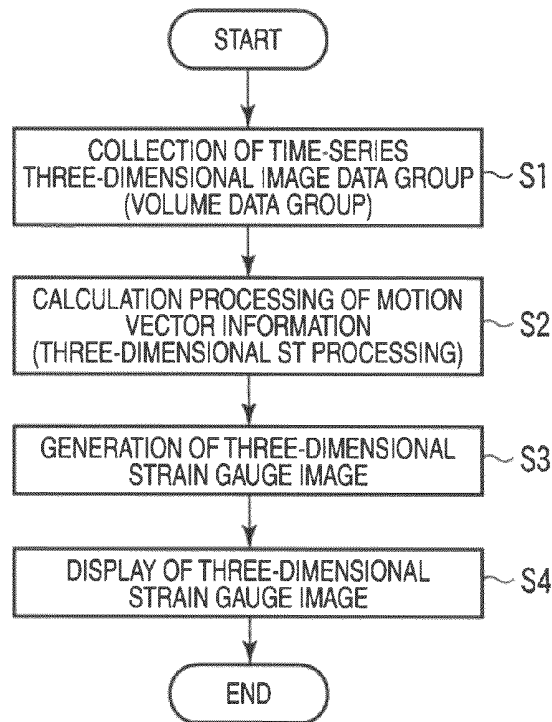 START
COLLECTION OF TIME-SERIES
THREE-DIMENSIONAL IMAGE DATA GROUP
(VOLUME DATA GROUP)
S1
CALCULATION PROCESSING OF MOTION
VECTOR INFORMATION
(THREE-DIMENSIONAL ST PROCESSING)
S2
GENERATION OF THREE-DIMENSIONAL
STRAIN GAUGE IMAGE
S3
DISPLAY OF THREE-DIMENSIONAL
STRAIN GAUGE IMAGE
S4
END